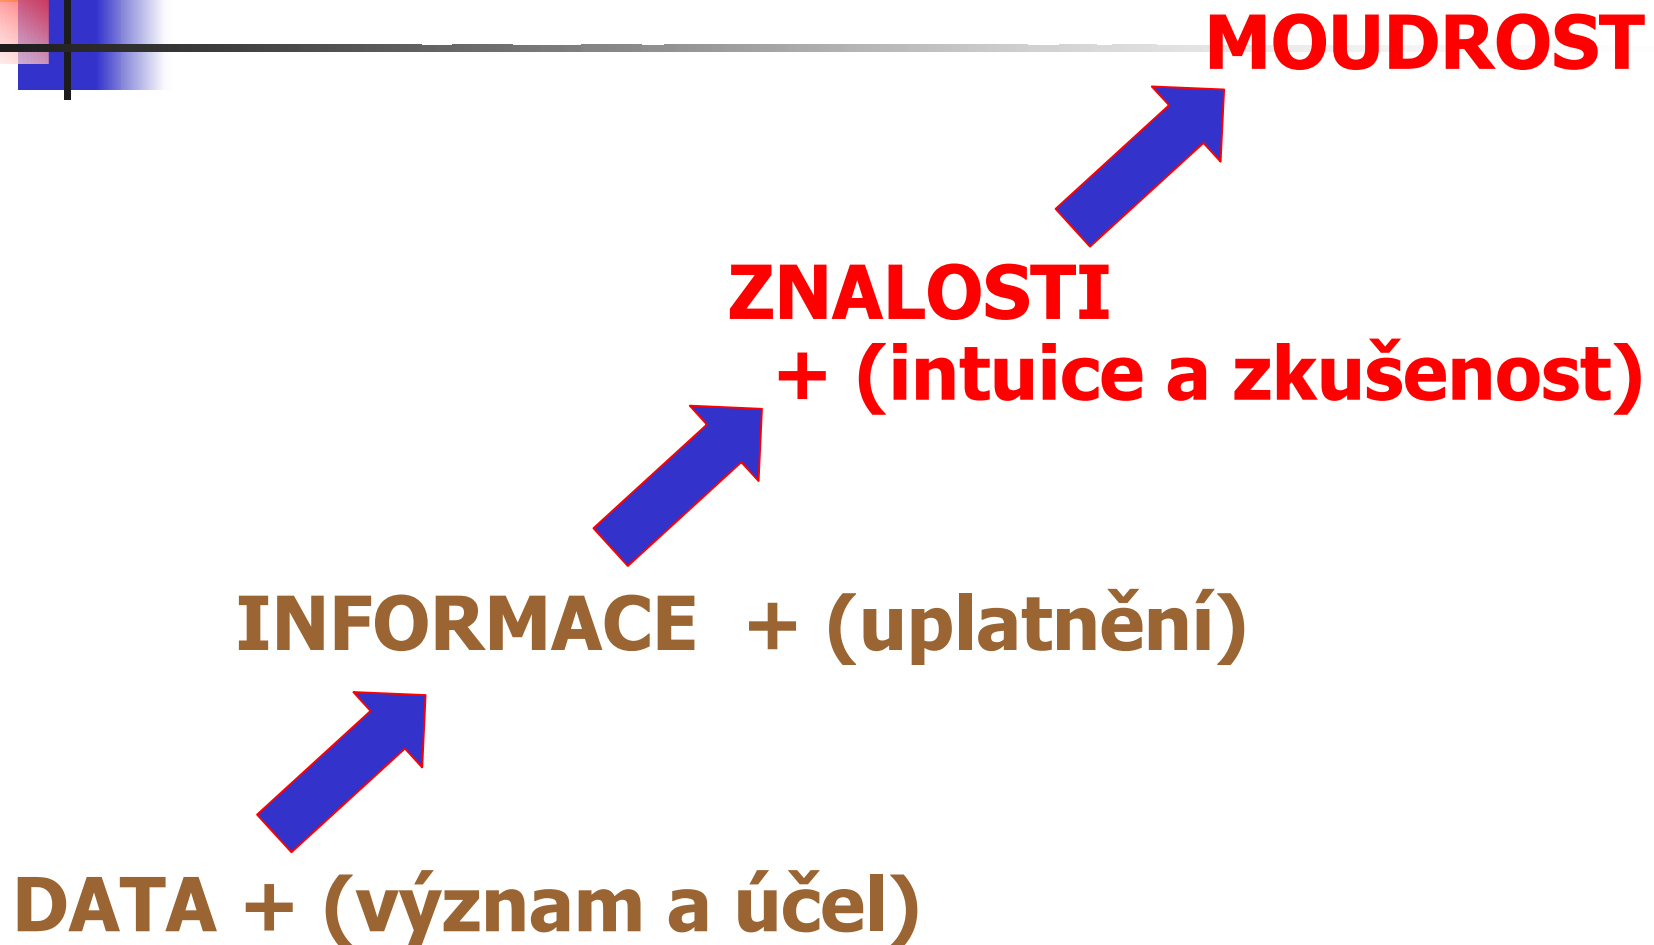 MOUDROST
ZNALOSTI
+ (intuice a zkušenost)
INFORMACE + (uplatnění)
DATA + (význam a účel)